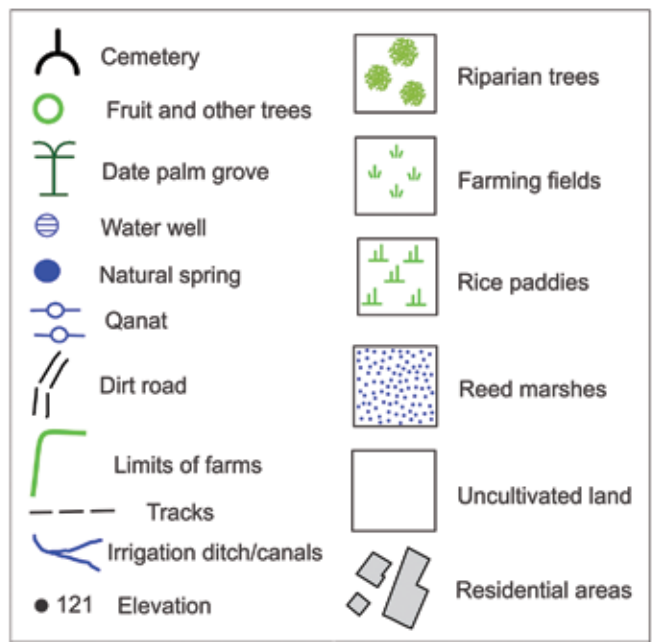 Cemetery
Fruit and other trees
Date palm grove
Water well
Natural spring
Qanat
Dirt road
Limits of farms
Tracks
Irrigation ditch/canals
121 Elevation
Riparian trees
Farming fields
Rice paddies
Reed marshes
Uncultivated land
Residential areas